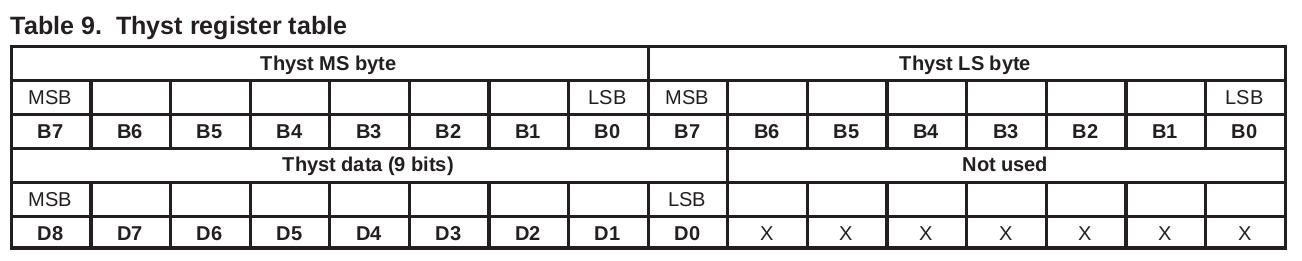 Table 9. Thyst register table
Thyst MS byte Thyst LS byte
MSB LSB MSB LSB
B7 B6 B5 B4 B3 B2 B1 B0 B7 B6 B5 B4 B3 B2 B1 B0
Thyst data (9 bits) Not used
MSB LSB
D8 D7 D6 D5 D4 D3 D2 D1 D0 X X X X X X X